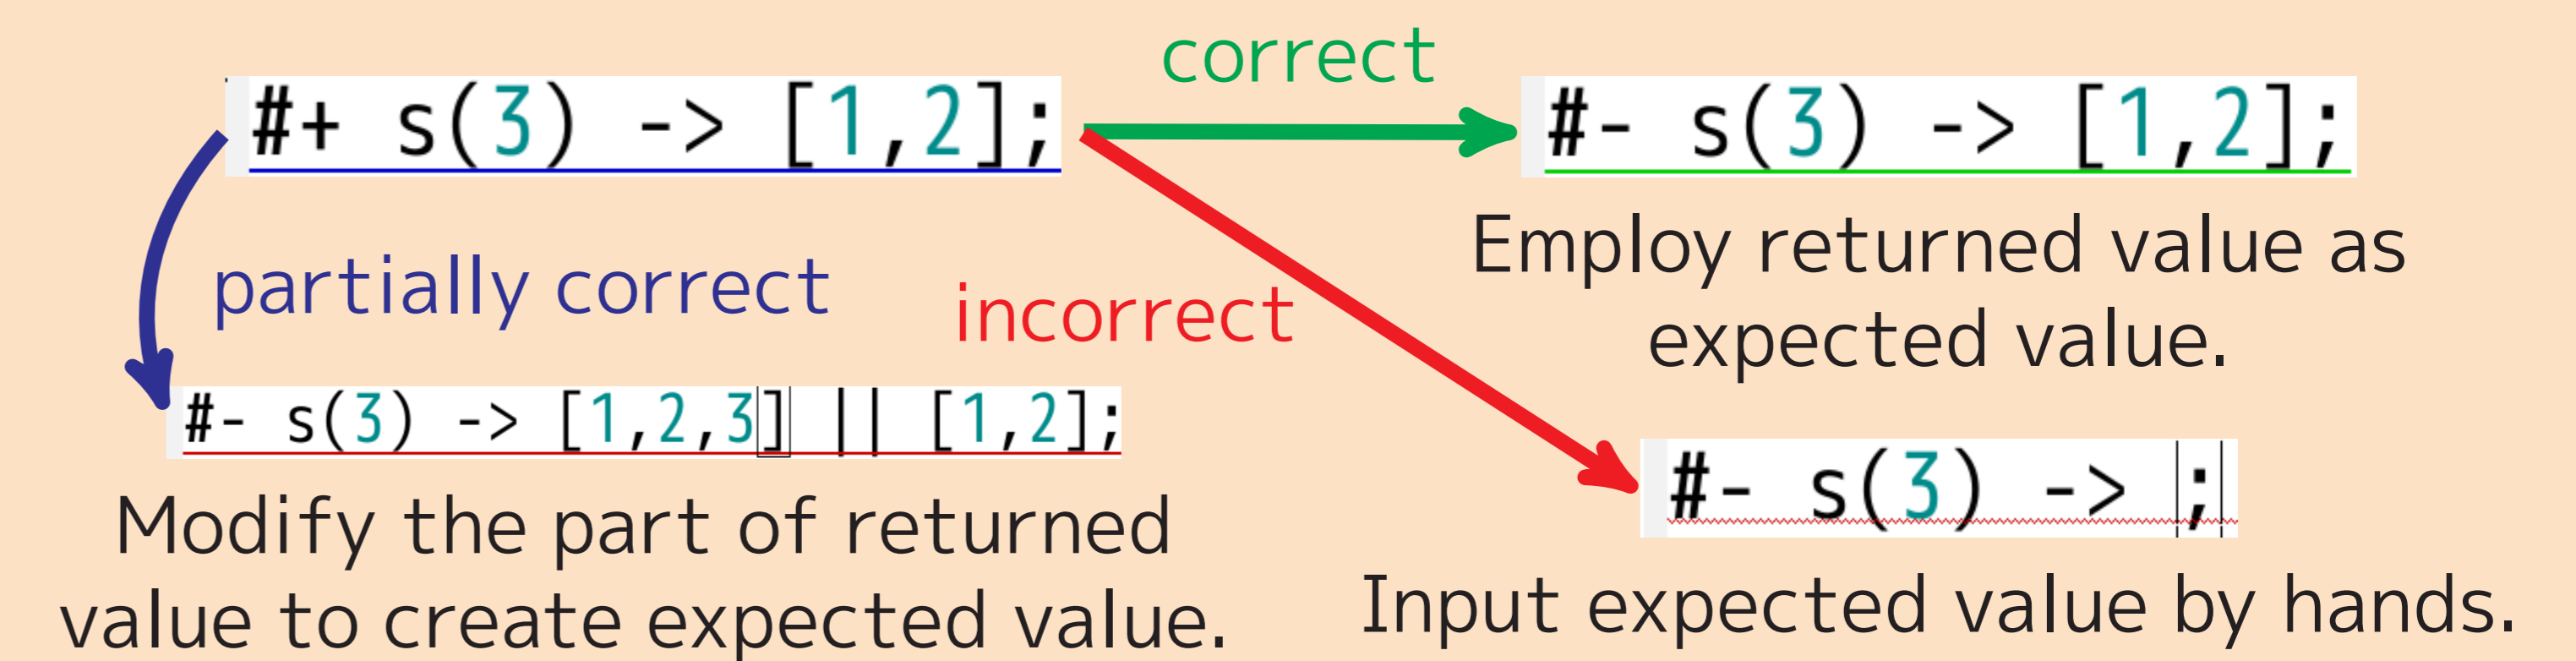 correct
#+ s(3) -> [1,2];
#- s(3) -> [1,2];
Employ returned value as
expected value.
partially correct
incorrect
#- s(3) -> [1,2,3] || [1,2];
Modify the part of returned
value to create expected value.
#- s(3) -> ;
Input expected value by hands.